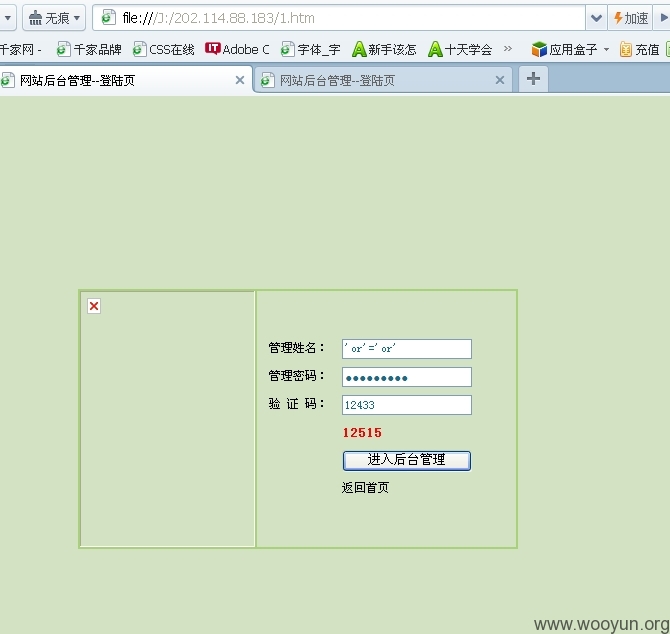 无痕 file:///J:/202.114.88.183/1.htm 加速
千家网 - 千家品牌 CSS在线 Adobe C 字体_字 新手该怎 十天学会 » 应用盒子 充值
网站后台管理--登陆页 网站后台管理--登陆页
管理姓名： ' or' =' or'
管理密码： ●●●●●●●●●
验 证 码： 12433
12515
进入后台管理
返回首页
www.wooyun.org